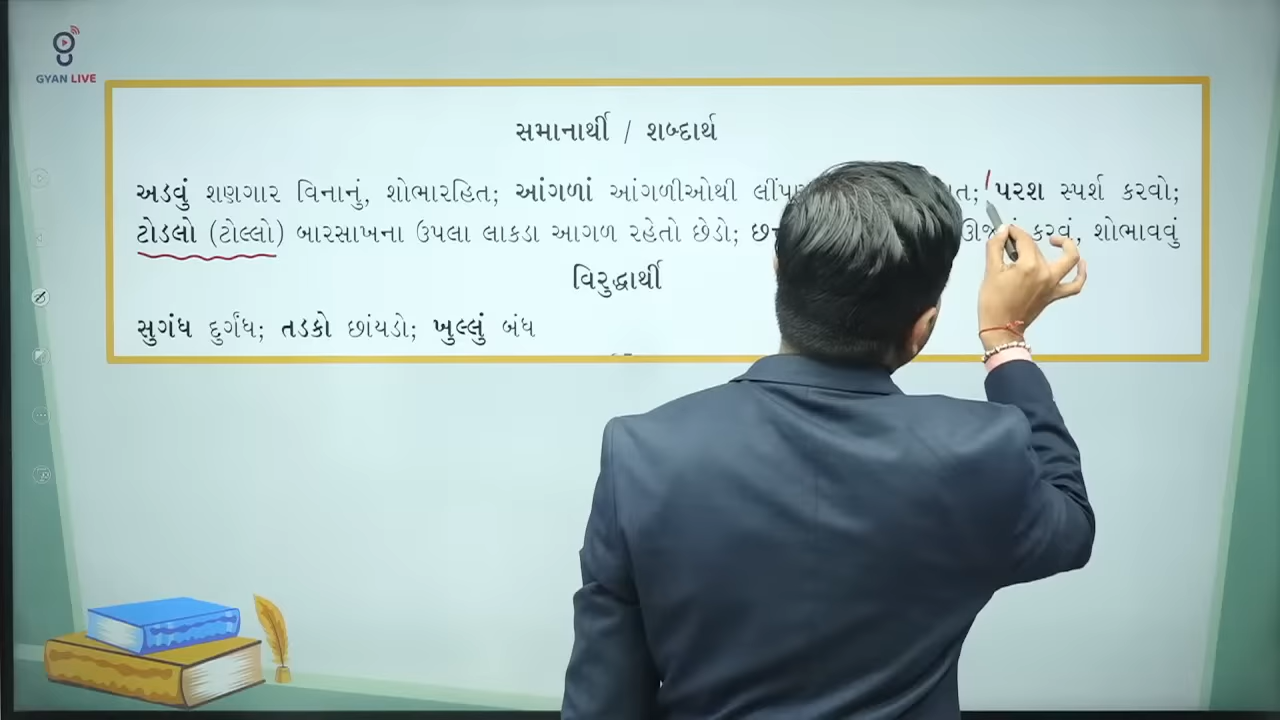 GYAN LIVE
સમાનાર્થી / શબ્દાર્થ
અડવું શણગાર વિનાનું, શોભારહિત; આંગળાં આંગળીઓથી પરશ સ્પર્શ કરવો;
ટોડલો (ટોલ્લો) બારસાખના ઉપલા લાકડા આગળ રહેતો છેડો; કરવું, શોભાવવું
વિરુદ્ધાર્થી
સુગંધ દુર્ગંધ; તડકો છાંયડો; ખુલ્લું બંધ